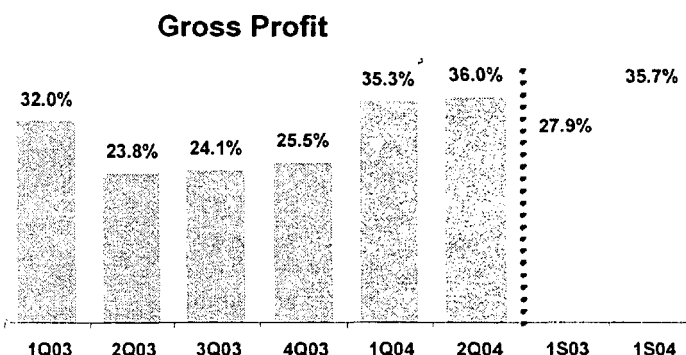 Gross Profit
35.3% 36.0% 35.7%
32.0%
27.9%
23.8% 24.1% 25.5%
1Q03 2Q03 3Q03 4Q03 1Q04 2Q04 1S03 1S04